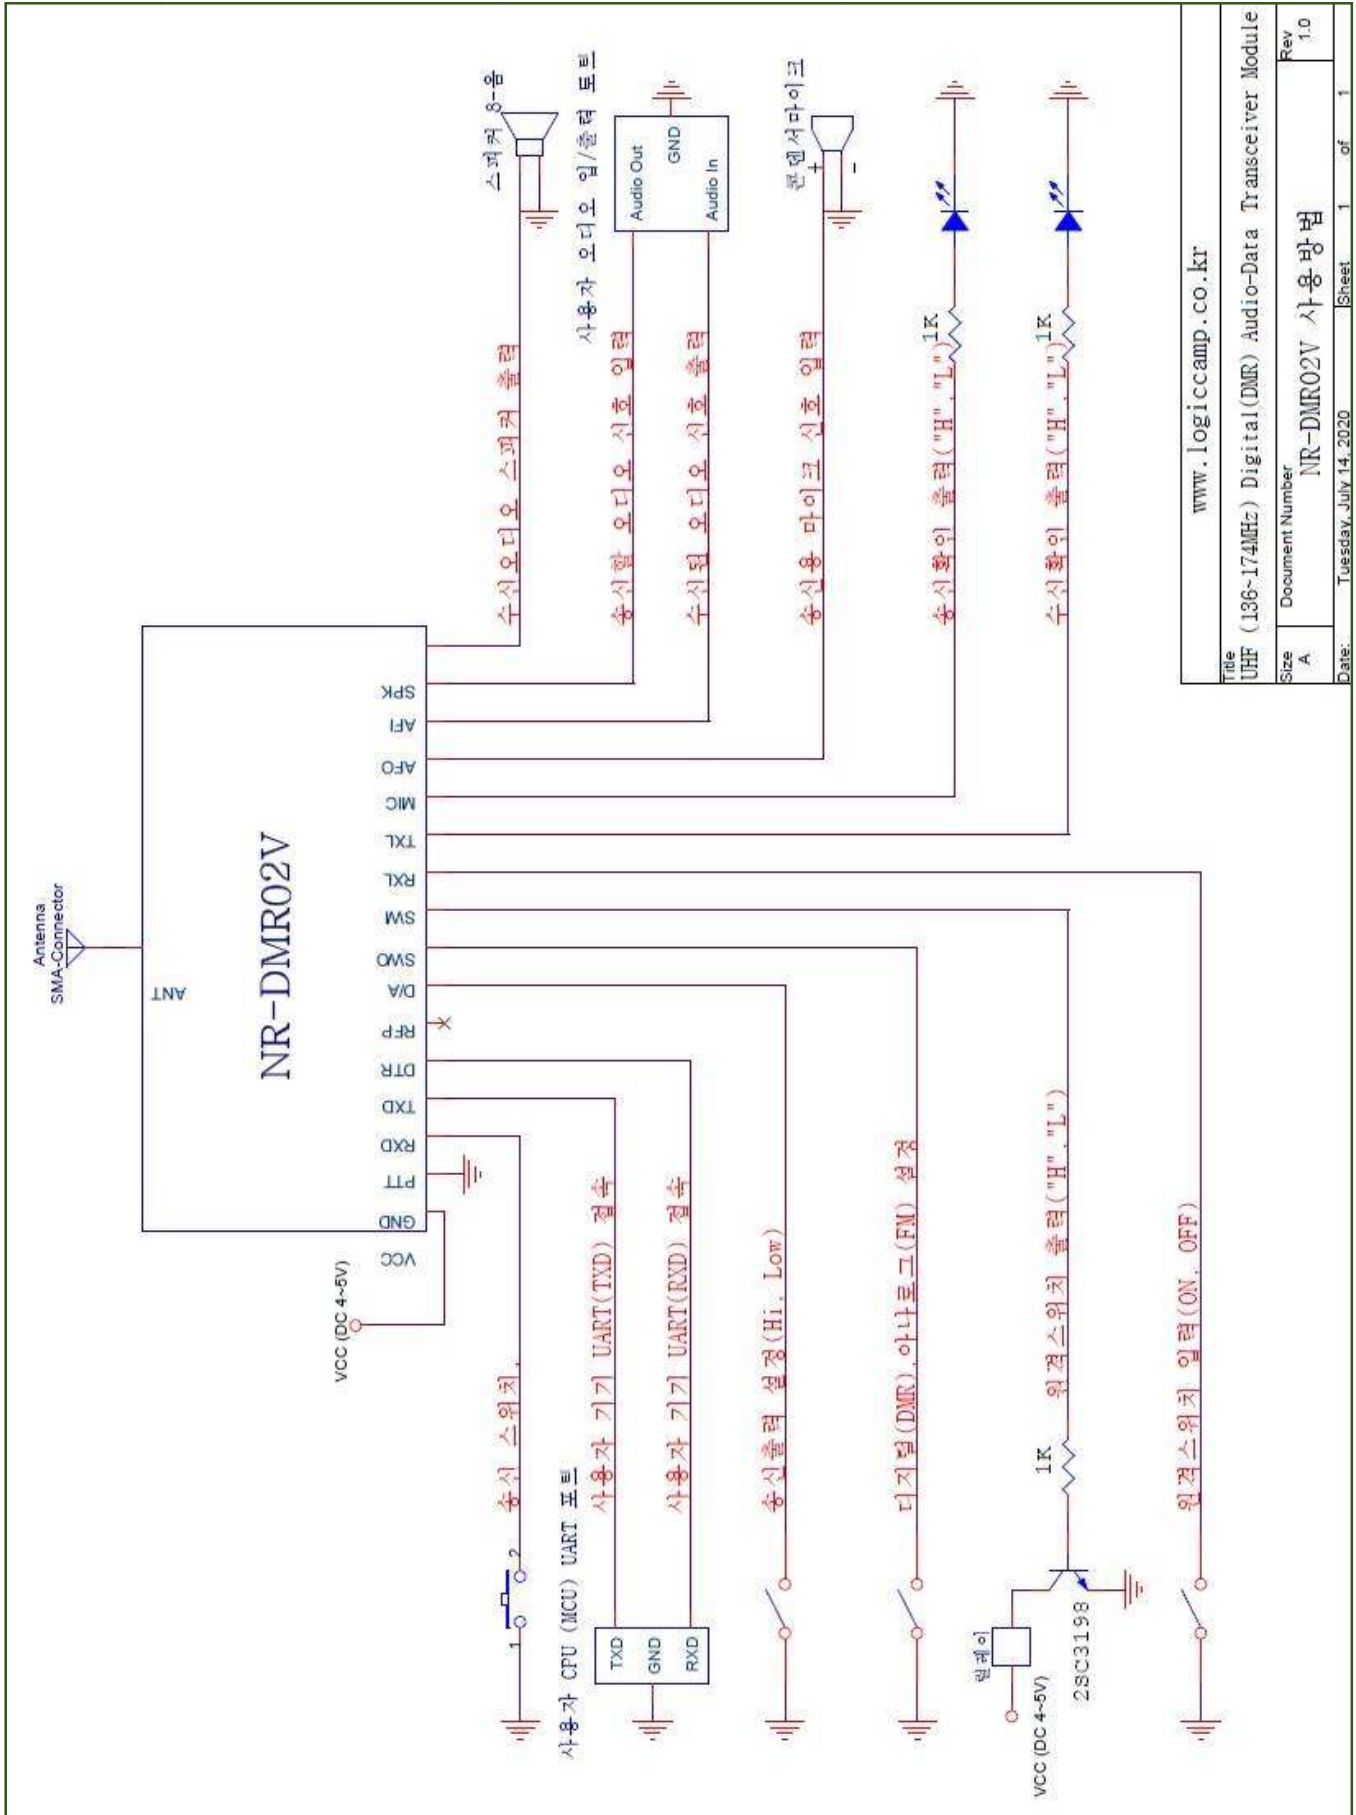 Antenna
SMA-Connector
ANT
NR-DMR02V
VCC
GND
PTT
RXD
TXD
DTR
RFP
D/A
SWO
SWI
RXL
TXL
MIC
AFO
AFI
SPK
VCC (DC 4~5V)
송신 스위치
1
2
사용자 CPU (MCU) UART 포트
TXD
GND
RXD
사용자 기기 UART(TXD) 접속
사용자 기기 UART(RXD) 접속
송신출력 설정(Hi, Low)
디지털(DMR),아나로그(FM) 설정
릴레이
VCC (DC 4~5V)
2SC3198
1K
원격스위치 출력("H","L")
원격스위치 입력(ON, OFF)
스피커 8-옴
수신오디오 스피커 출력
사용자 오디오 입/출력 포트
Audio Out
GND
Audio In
송신할 오디오 신호 입력
수신된 오디오 신호 출력
콘덴서마이크
+
-
송신용 마이크 신호 입력
송신확인 출력("H","L")
1K
수신확인 출력("H","L")
1K
www.logiccamp.co.kr
Title
UHF (136~174MHz) Digital(DMR) Audio-Data Transceiver Module
Size
A
Document Number
NR-DMR02V 사용방법
Rev
1.0
Date:
Tuesday, July 14, 2020
Sheet
1
of
1